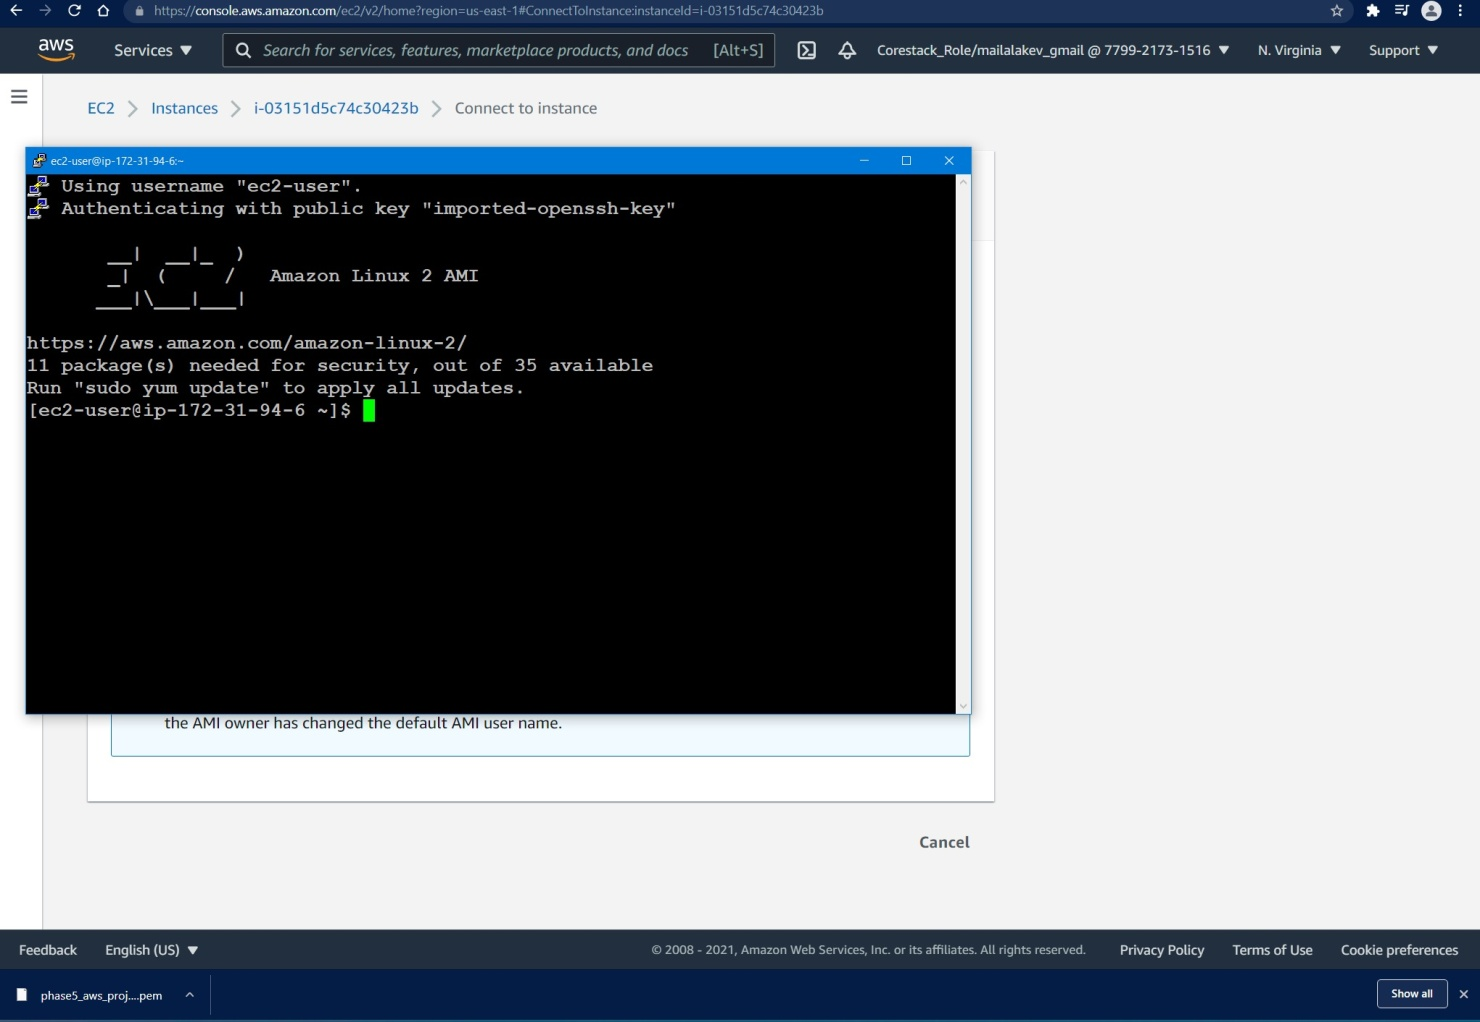 https://console.aws.amazon.com/ec2/v2/home?region=us-east-1#ConnectToInstance:instanceId=i-03151d5c74c30423b
aws
Services ▼
Search for services, features, marketplace products, and docs [Alt+S]
Corestack_Role/mailalakev_gmail @ 7799-2173-1516 ▼
N. Virginia ▼
Support ▼
EC2 > Instances > i-03151d5c74c30423b > Connect to instance
ec2-user@ip-172-31-94-6:~
Using username "ec2-user".
Authenticating with public key "imported-openssh-key"
__|  __|_  )
_|  (     /   Amazon Linux 2 AMI
___|\___|___|
https://aws.amazon.com/amazon-linux-2/
11 package(s) needed for security, out of 35 available
Run "sudo yum update" to apply all updates.
[ec2-user@ip-172-31-94-6 ~]$
the AMI owner has changed the default AMI user name.
Cancel
Feedback English (US) ▼ © 2008 - 2021, Amazon Web Services, Inc. or its affiliates. All rights reserved. Privacy Policy Terms of Use Cookie preferences
phase5_aws_proj....pem
Show all